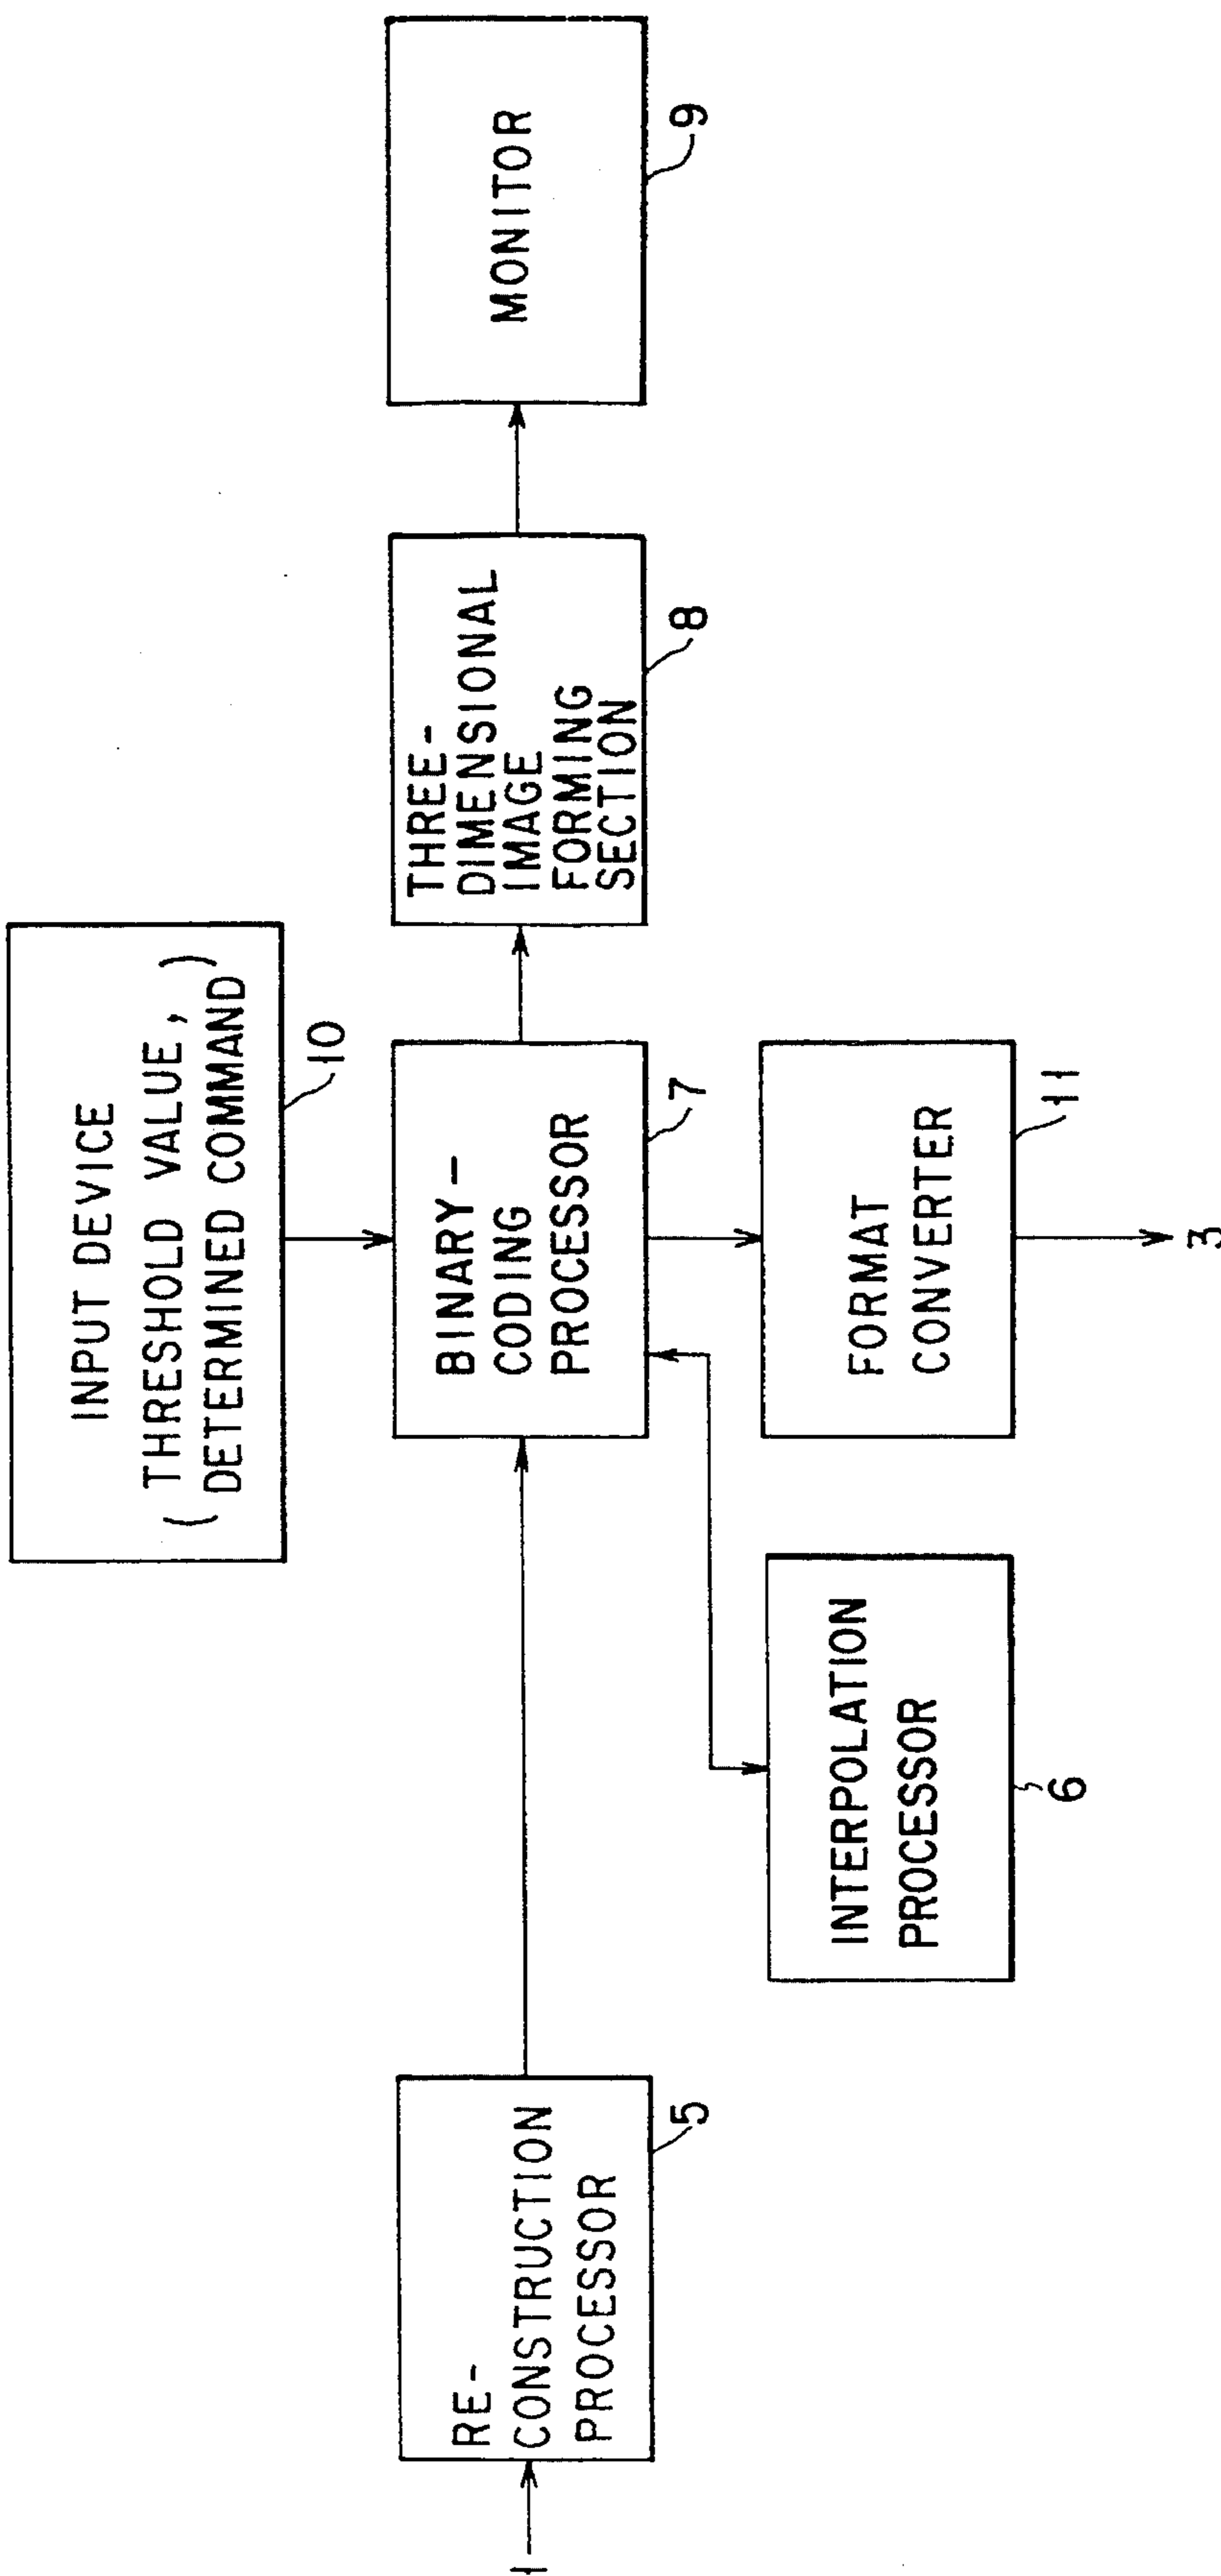 INPUT DEVICE
( THRESHOLD VALUE, )
DETERMINED COMMAND
10
1
RE-
CONSTRUCTION
PROCESSOR
5
BINARY-
CODING
PROCESSOR
7
THREE-
DIMENSIONAL
IMAGE
FORMING
SECTION
8
MONITOR
9
INTERPOLATION
PROCESSOR
6
FORMAT
CONVERTER
11
3